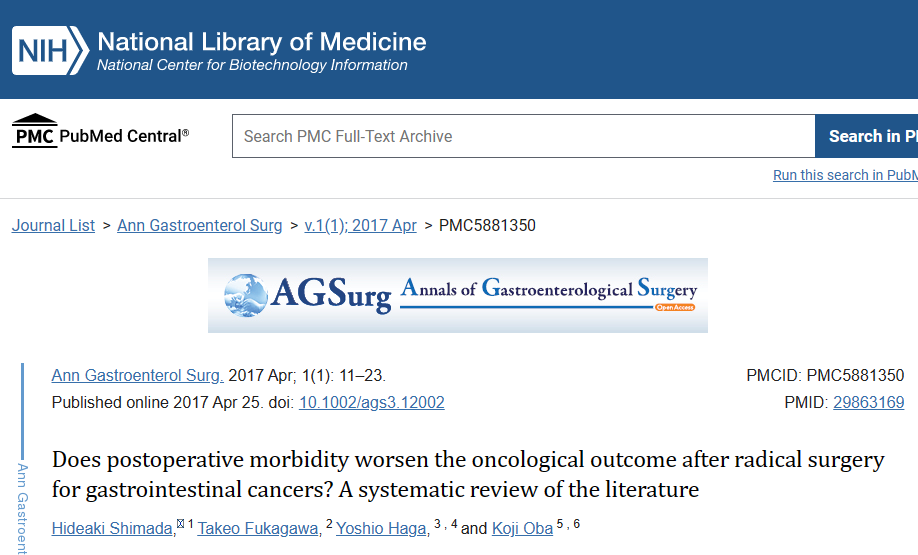 NIH
National Library of Medicine
National Center for Biotechnology Information
PMC PubMed Central®
Search PMC Full-Text Archive
Search in P
Run this search in Pub
Journal List > Ann Gastroenterol Surg > v.1(1); 2017 Apr > PMC5881350
AGSurg Annals of Gastroenterological Surgery
Open Access
Ann Gastroenterol Surg. 2017 Apr; 1(1): 11–23.
PMCID: PMC5881350
Published online 2017 Apr 25. doi: 10.1002/ags3.12002
PMID: 29863169
Does postoperative morbidity worsen the oncological outcome after radical surgery
for gastrointestinal cancers? A systematic review of the literature
Hideaki Shimada, 1 Takeo Fukagawa, 2 Yoshio Haga, 3 , 4 and Koji Oba 5 , 6
Ann Gastroent